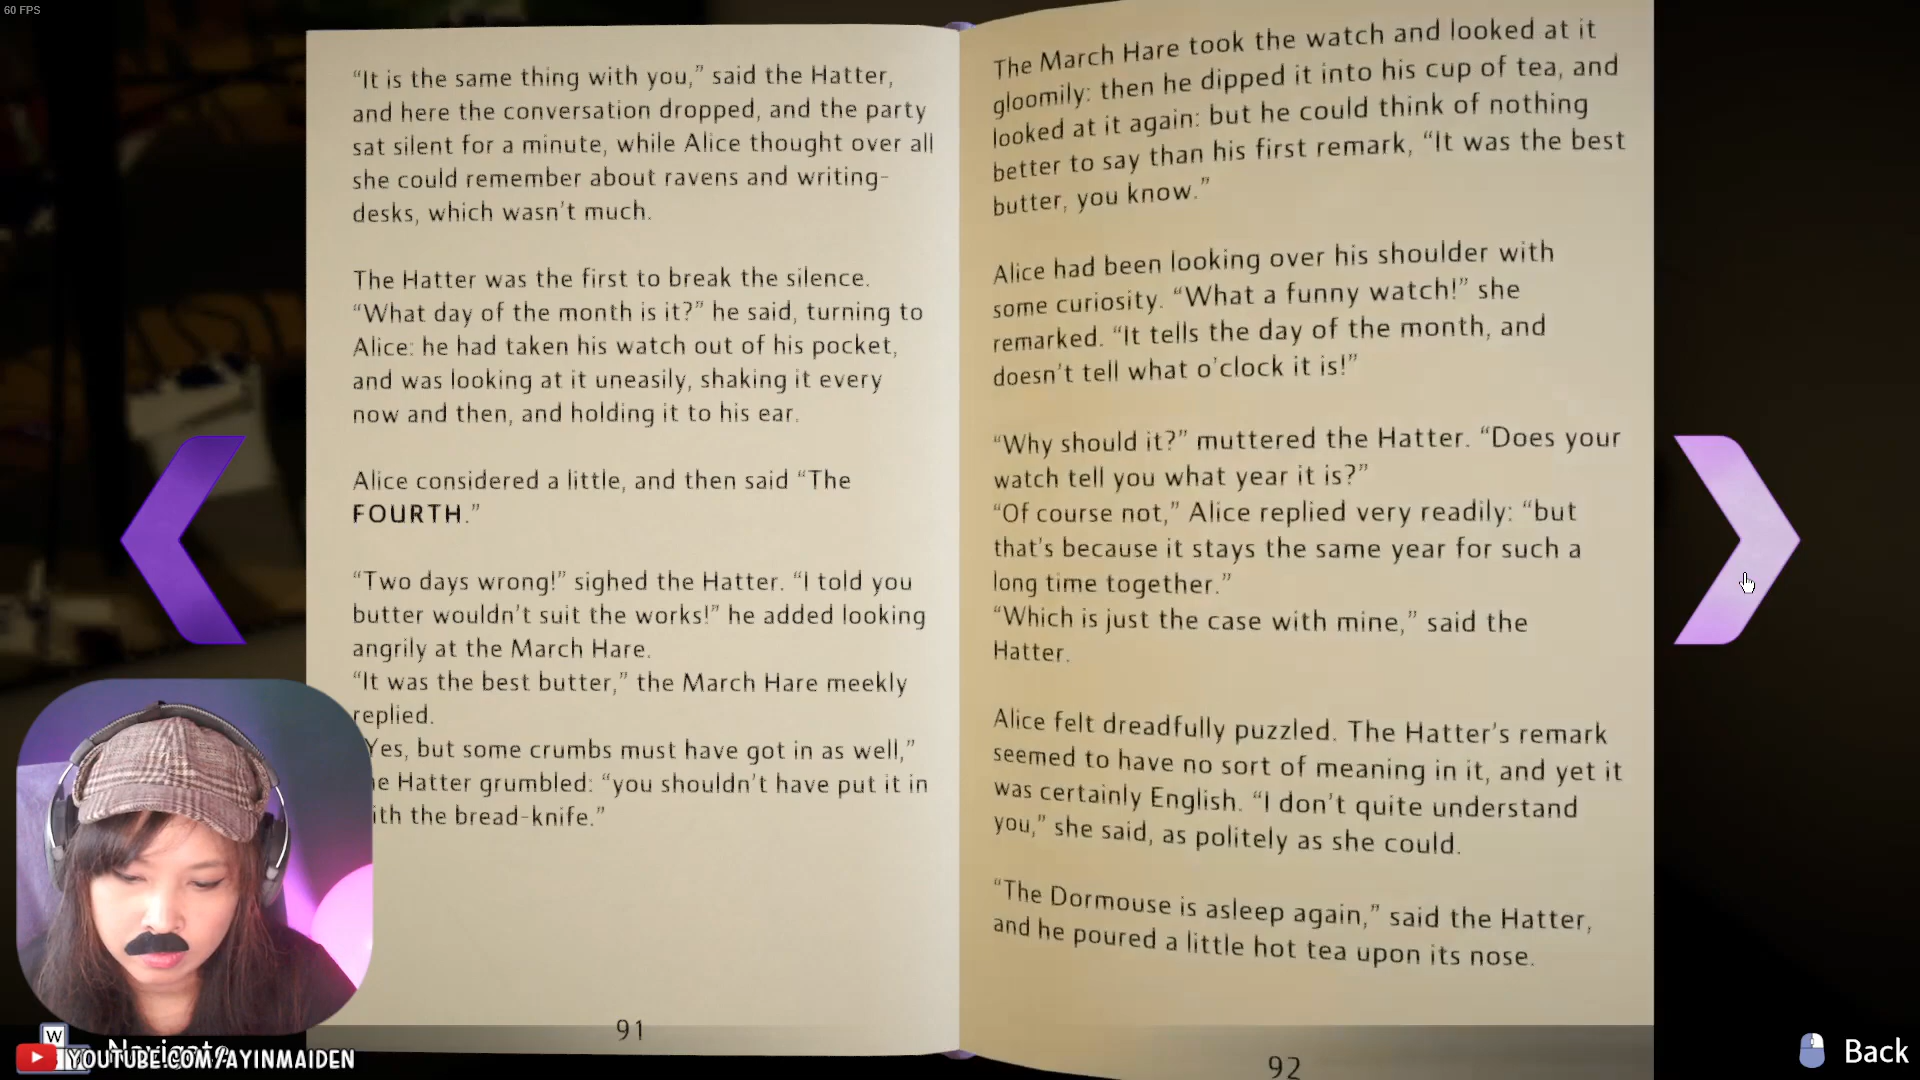 60 FPS
“It is the same thing with you,” said the Hatter,
and here the conversation dropped, and the party
sat silent for a minute, while Alice thought over all
she could remember about ravens and writing-
desks, which wasn’t much.
The Hatter was the first to break the silence.
“What day of the month is it?” he said, turning to
Alice: he had taken his watch out of his pocket,
and was looking at it uneasily, shaking it every
now and then, and holding it to his ear.
Alice considered a little, and then said “The
FOURTH.”
“Two days wrong!” sighed the Hatter. “I told you
butter wouldn’t suit the works!” he added looking
angrily at the March Hare.
“It was the best butter,” the March Hare meekly
replied.
Yes, but some crumbs must have got in as well,”
Hatter grumbled: “you shouldn’t have put it in
the bread-knife.”
91
The March Hare took the watch and looked at it
gloomily: then he dipped it into his cup of tea, and
looked at it again: but he could think of nothing
better to say than his first remark, “It was the best
butter, you know.”
Alice had been looking over his shoulder with
some curiosity. “What a funny watch!” she
remarked. “It tells the day of the month, and
doesn’t tell what o’clock it is!”
“Why should it?” muttered the Hatter. “Does your
watch tell you what year it is?”
“Of course not,” Alice replied very readily: “but
that’s because it stays the same year for such a
long time together.”
“Which is just the case with mine,” said the
Hatter.
Alice felt dreadfully puzzled. The Hatter’s remark
seemed to have no sort of meaning in it, and yet it
was certainly English. “I don’t quite understand
you,” she said, as politely as she could.
“The Dormouse is asleep again,” said the Hatter,
and he poured a little hot tea upon its nose.
92
W
Navigate
YOUTUBE.COM/AYINMAIDEN
Back